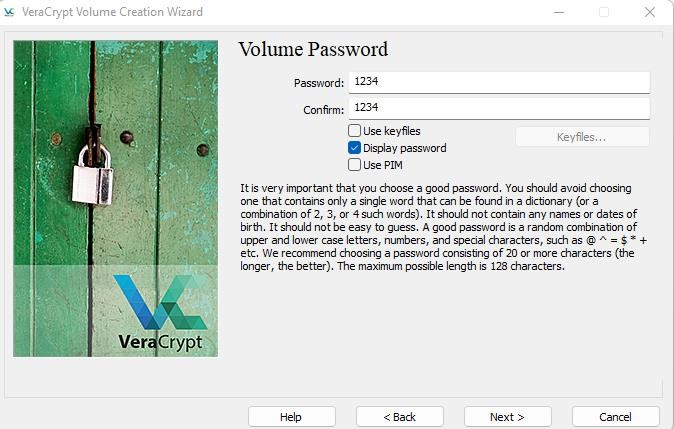 VeraCrypt Volume Creation Wizard
Volume Password
Password: 1234
Confirm: 1234
Use keyfiles
Keyfiles...
Display password
Use PIM
It is very important that you choose a good password. You should avoid choosing
one that contains only a single word that can be found in a dictionary (or a
combination of 2, 3, or 4 such words). It should not contain any names or dates of
birth. It should not be easy to guess. A good password is a random combination of
upper and lower case letters, numbers, and special characters, such as @ ^ = $ * +
etc. We recommend choosing a password consisting of 20 or more characters (the
longer, the better). The maximum possible length is 128 characters.
VeraCrypt
Help
< Back
Next >
Cancel